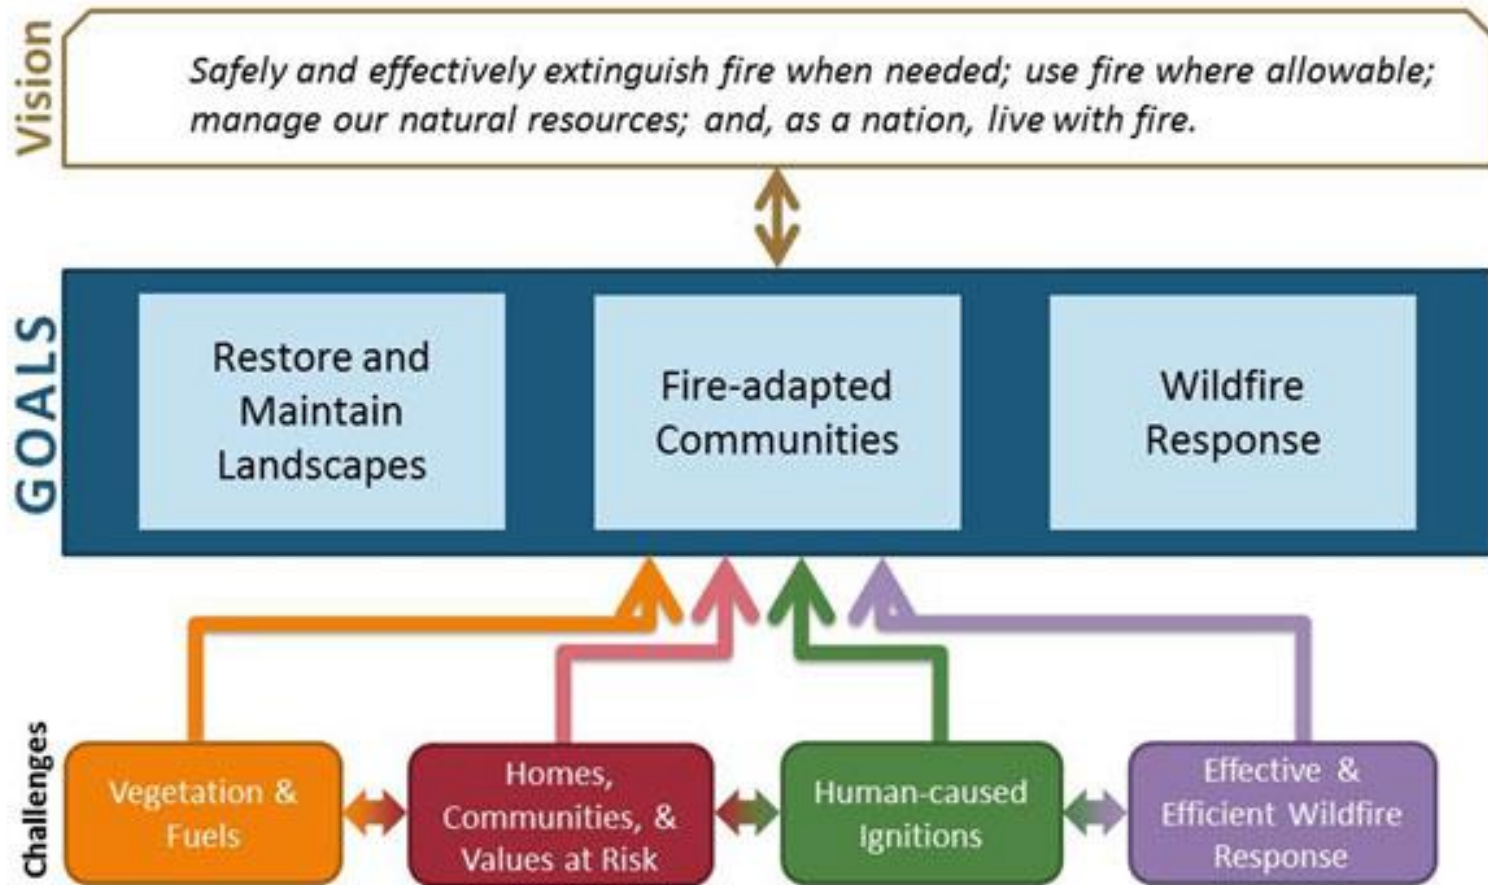 Vision
Safely and effectively extinguish fire when needed; use fire where allowable;
manage our natural resources; and, as a nation, live with fire.
GOALS
Restore and
Maintain
Landscapes
Fire-adapted
Communities
Wildfire
Response
Challenges
Vegetation &
Fuels
Homes,
Communities, &
Values at Risk
Human-caused
Ignitions
Effective &
Efficient Wildfire
Response